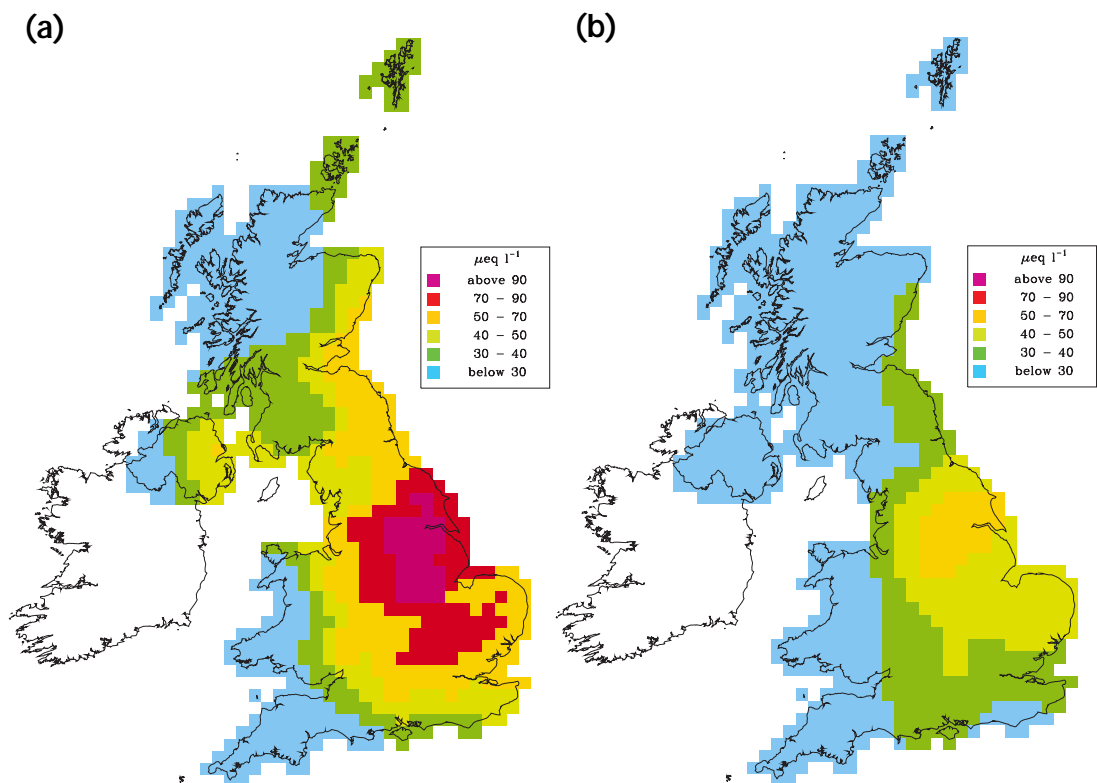 (a)
(b)
μeq l⁻¹
above 90
70 – 90
50 – 70
40 – 50
30 – 40
below 30
μeq l⁻¹
above 90
70 – 90
50 – 70
40 – 50
30 – 40
below 30